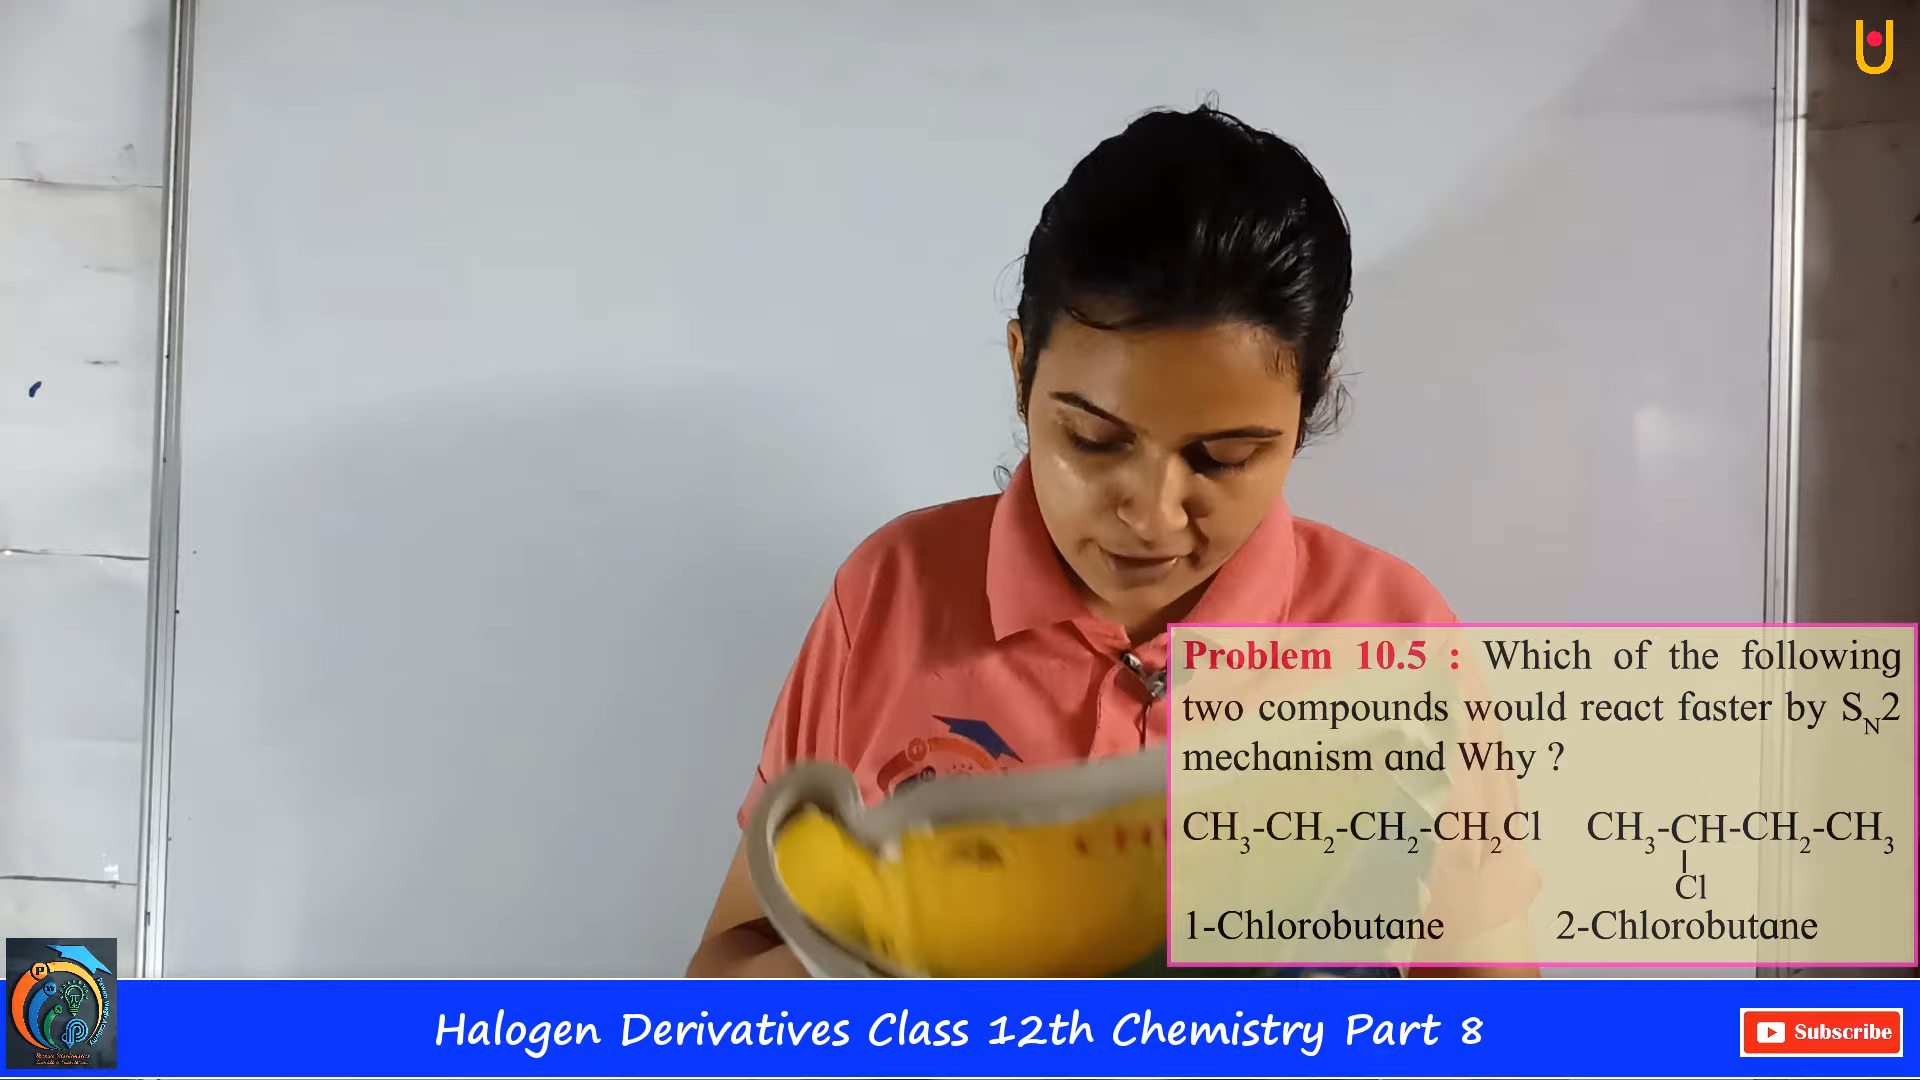 Problem 10.5 : Which of the following
two compounds would react faster by SN2
mechanism and Why ?
CH3-CH2-CH2-CH2Cl CH3-CH-CH2-CH3
Cl
1-Chlorobutane 2-Chlorobutane
Halogen Derivatives Class 12th Chemistry Part 8
Subscribe